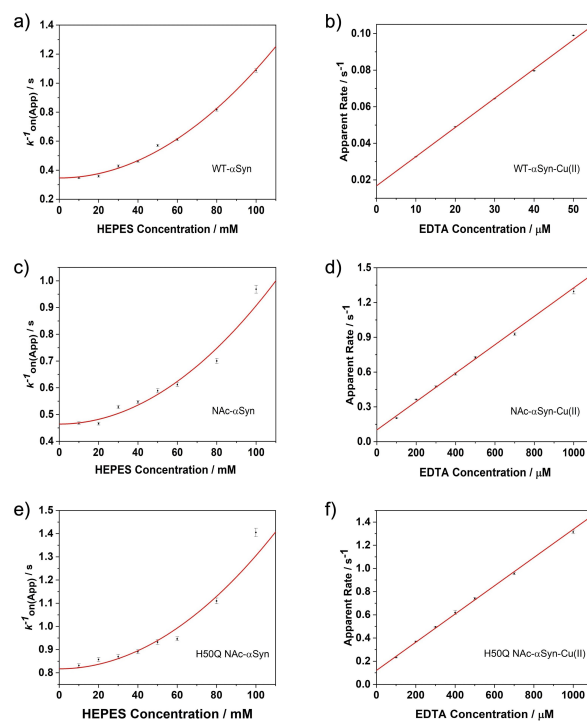 a)
k⁻¹on(App) / s
1.4
1.2
1.0
0.8
0.6
0.4
0.2
0 20 40 60 80 100
WT-αSyn
HEPES Concentration / mM
b)
Apparent Rate / s⁻¹
0.10
0.08
0.06
0.04
0.02
0 10 20 30 40 50
WT-αSyn-Cu(II)
EDTA Concentration / μM
c)
k⁻¹on(App) / s
1.0
0.9
0.8
0.7
0.6
0.5
0.4
0 20 40 60 80 100
NAc-αSyn
HEPES Concentration / mM
d)
Apparent Rate / s⁻¹
1.5
1.2
0.9
0.6
0.3
0.0
0 200 400 600 800 1000
NAc-αSyn-Cu(II)
EDTA Concentration / μM
e)
k⁻¹on(App) / s
1.5
1.4
1.3
1.2
1.1
1.0
0.9
0.8
0 20 40 60 80 100
H50Q NAc-αSyn
HEPES Concentration / mM
f)
Apparent Rate / s⁻¹
1.4
1.2
1.0
0.8
0.6
0.4
0.2
0.0
0 200 400 600 800 1000
H50Q NAc-αSyn-Cu(II)
EDTA Concentration / μM